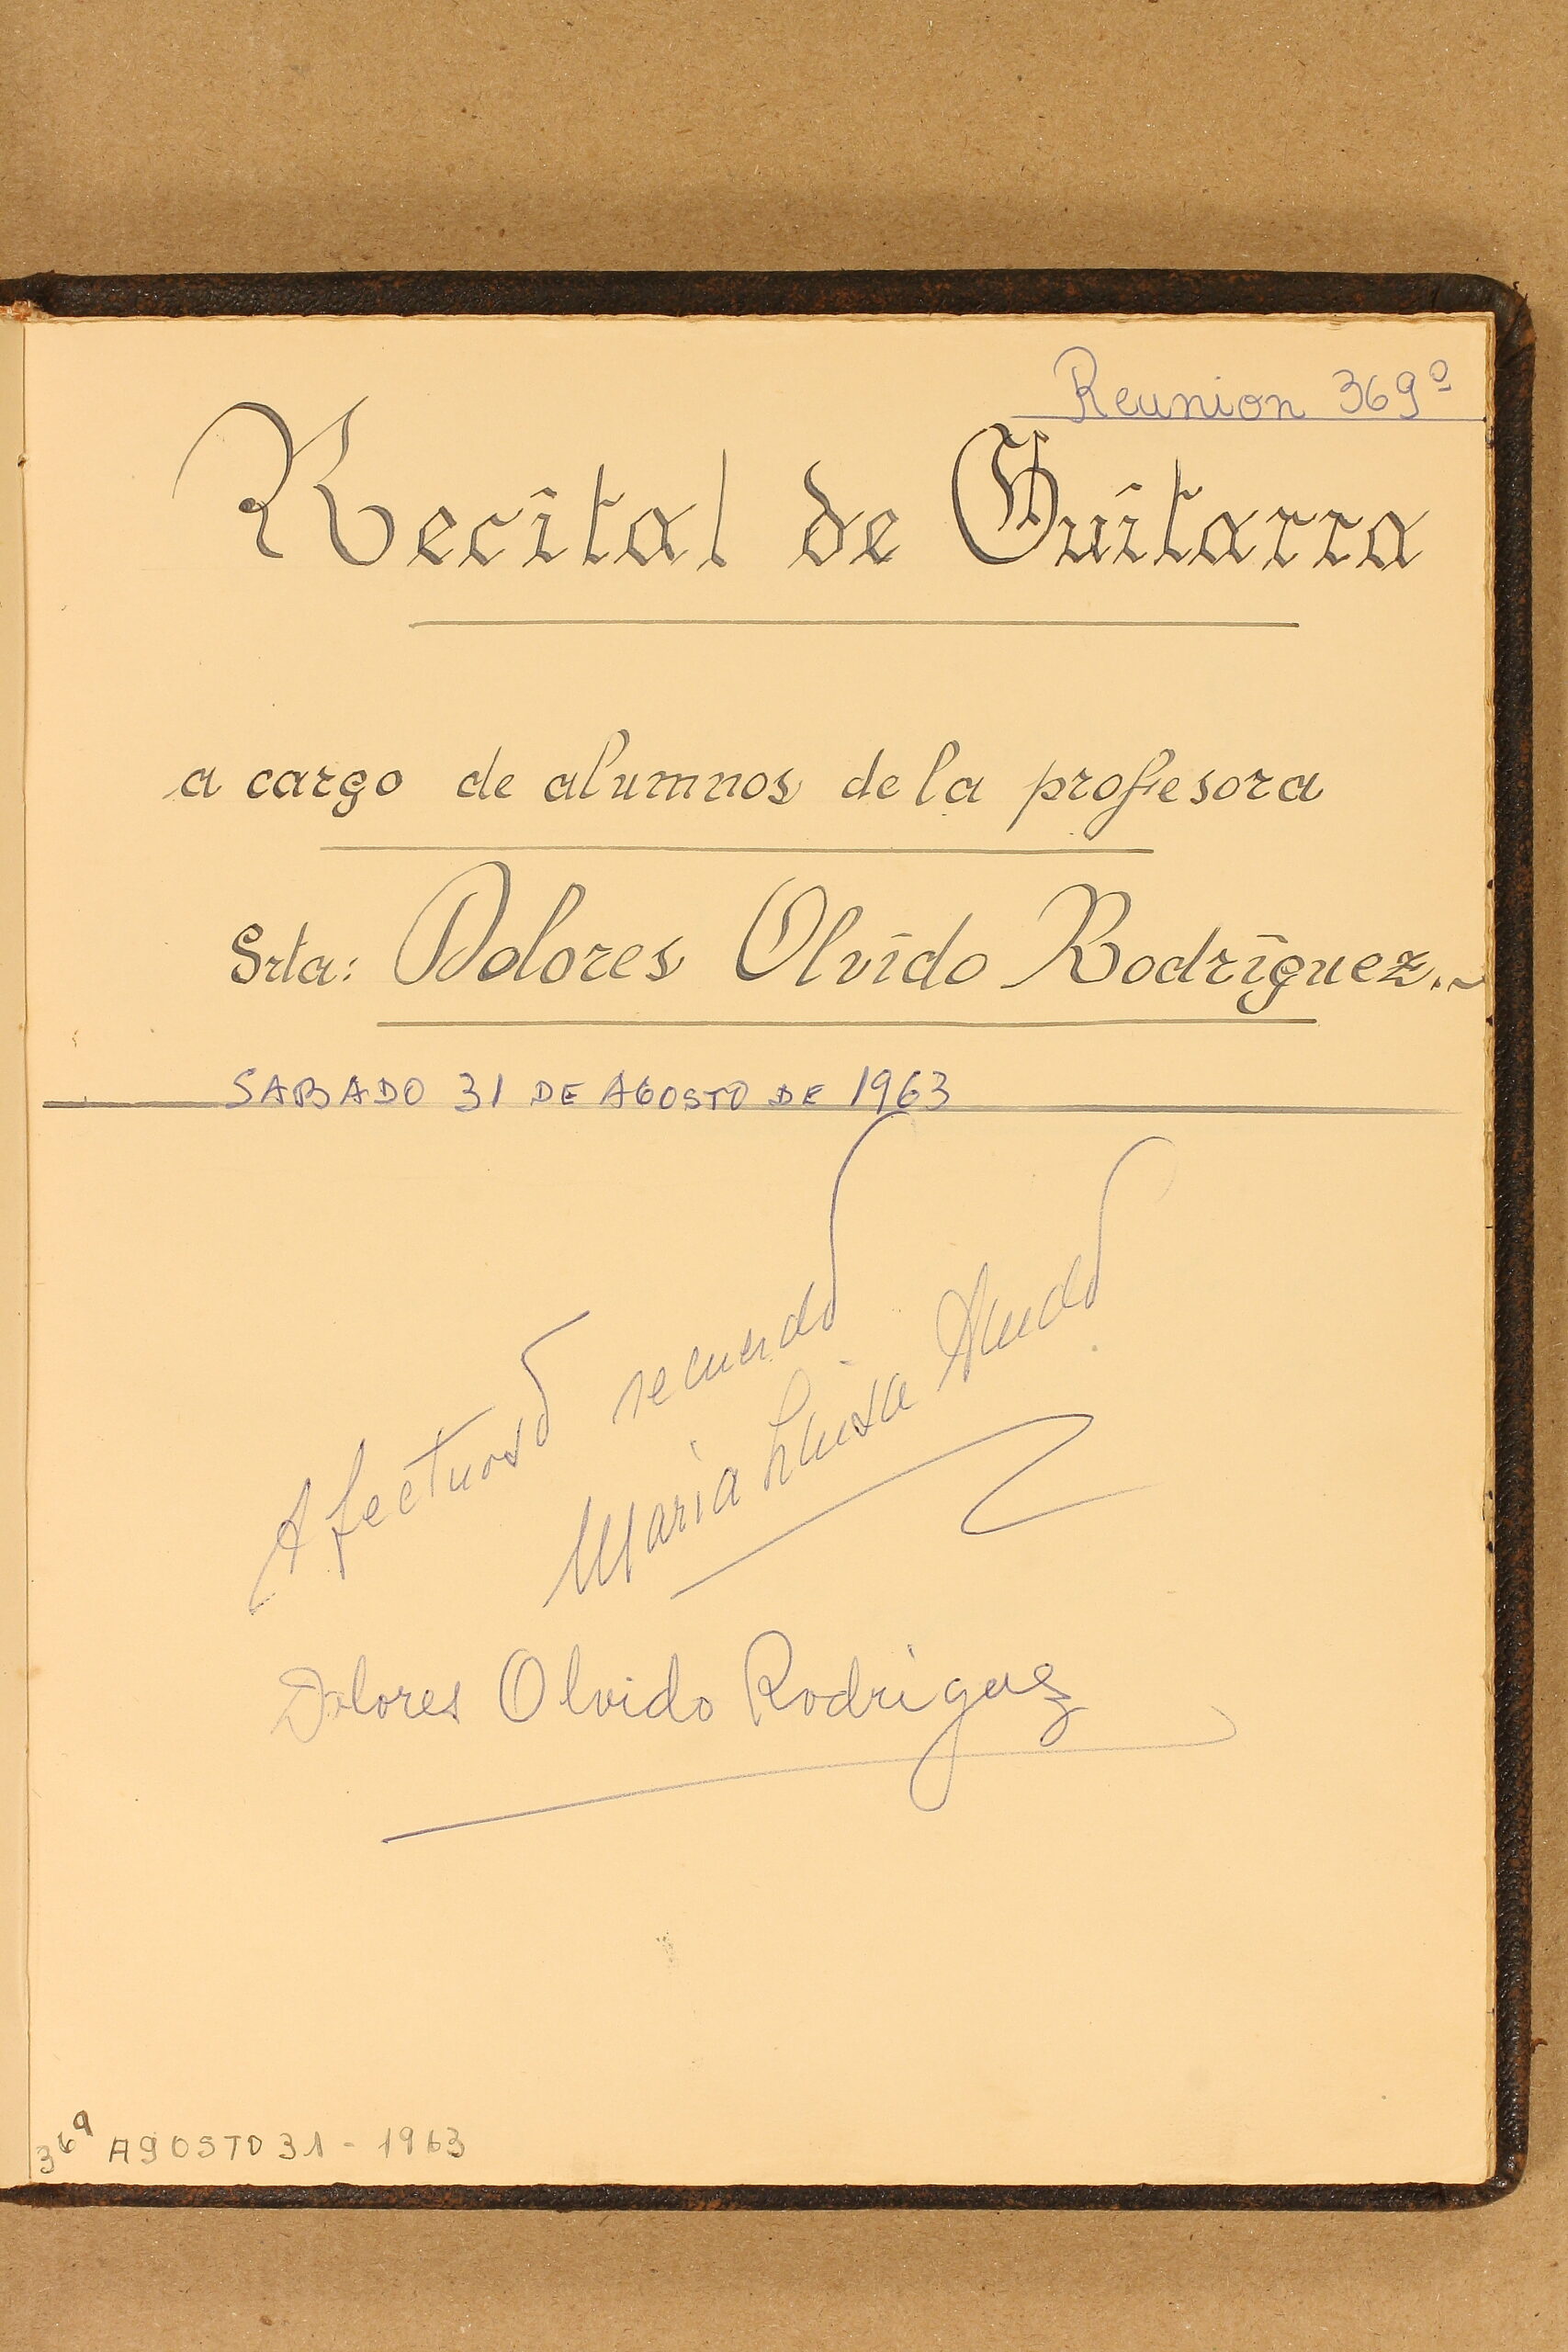 Reunion 369º
Recital de Guitarra
a cargo de alumnos de la profesora
Srta: Dolores Olvido Rodríguez.~
SABADO 31 DE AGOSTO DE 1963
Afectuoso recuerdo
Maria Luisa
Dolores Olvido Rodriguez
369 AGOSTO 31 - 1963